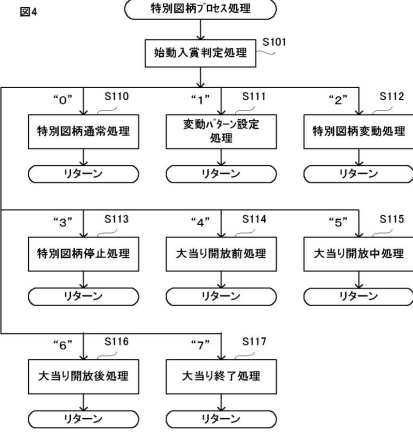 図4
特別図柄プロセス処理
S101
始動入賞判定処理
“0” S110 “1” S111 “2” S112
特別図柄通常処理
変動パターン設定
処理
特別図柄変動処理
リターン リターン リターン
“3” S113 “4” S114 “5” S115
特別図柄停止処理 大当り開放前処理 大当り開放中処理
リターン リターン リターン
“6” S116 “7” S117
大当り開放後処理 大当り終了処理
リターン リターン